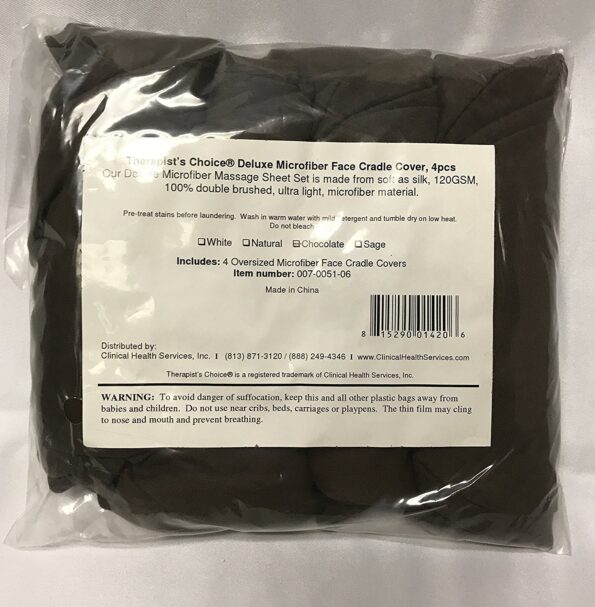 Therapist's Choice® Deluxe Microfiber Face Cradle Cover, 4pcs
Our Deluxe Microfiber Massage Sheet Set is made from soft as silk, 120GSM,
100% double brushed, ultra light, microfiber material.
Pre-treat stains before laundering. Wash in warm water with mild detergent and tumble dry on low heat.
Do not bleach
☐White ☐Natural ☐Chocolate ☐Sage
Includes: 4 Oversized Microfiber Face Cradle Covers
Item number: 007-0051-06
Made in China
8 15290 01420 6
Distributed by:
Clinical Health Services, Inc. I (813) 871-3120 / (888) 249-4346 I www.ClinicalHealthServices.com
Therapist's Choice® is a registered trademark of Clinical Health Services, Inc.
WARNING: To avoid danger of suffocation, keep this and all other plastic bags away from
babies and children. Do not use near cribs, beds, carriages or playpens. The thin film may cling
to nose and mouth and prevent breathing.